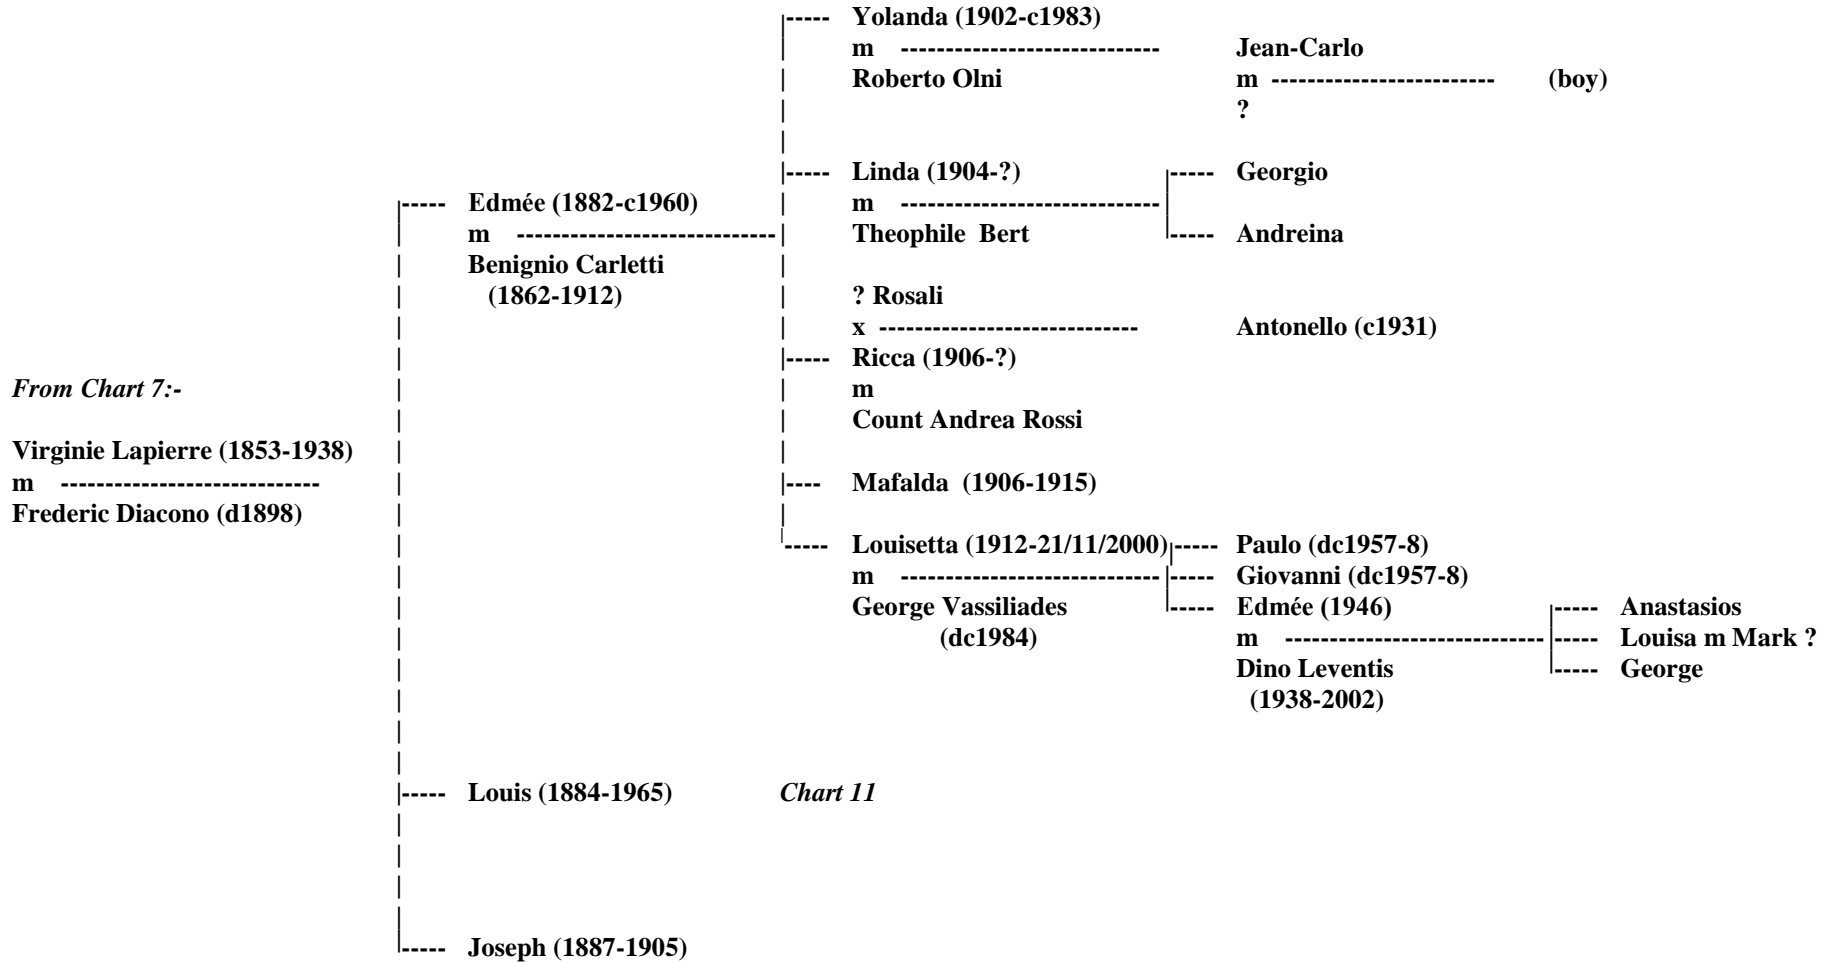 Yolanda (1902-c1983)
m ----------------------------- Jean-Carlo
Roberto Olni m ------------------------- (boy)
?
Linda (1904-?) Georgio
Edmée (1882-c1960) m -----------------------------
m ----------------------------- Theophile Bert Andreina
Benignio Carletti
(1862-1912) ? Rosali
x ----------------------------- Antonello (c1931)
Ricca (1906-?)
From Chart 7:- m
Count Andrea Rossi
Virginie Lapierre (1853-1938)
m ----------------------------- Mafalda (1906-1915)
Frederic Diacono (d1898)
Louisetta (1912-21/11/2000) Paulo (dc1957-8)
m ----------------------------- Giovanni (dc1957-8)
George Vassiliades Edmée (1946) Anastasios
(dc1984) m ----------------------------- Louisa m Mark ?
Dino Leventis George
(1938-2002)
Louis (1884-1965) Chart 11
Joseph (1887-1905)